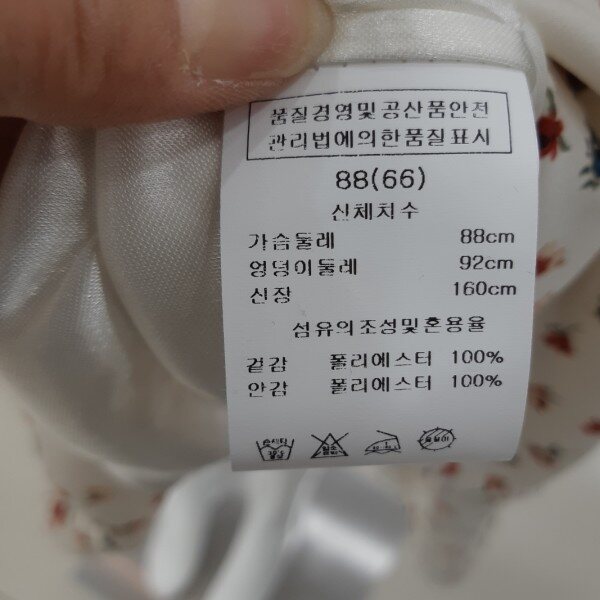 품질경영및공산품안전
관리법에의한품질표시
88(66)
신체치수
가슴둘레 88cm
엉덩이둘레 92cm
신장 160cm
섬유의조성및혼용율
겉감 폴리에스터 100%
안감 폴리에스터 100%